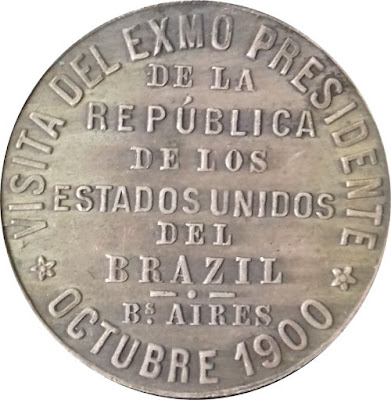 VISITA DEL EXMO PRESIDENTE
DE LA
REPÚBLICA
DE LOS
ESTADOS UNIDOS
DEL
BRAZIL
Bs. AIRES
OCTUBRE 1900